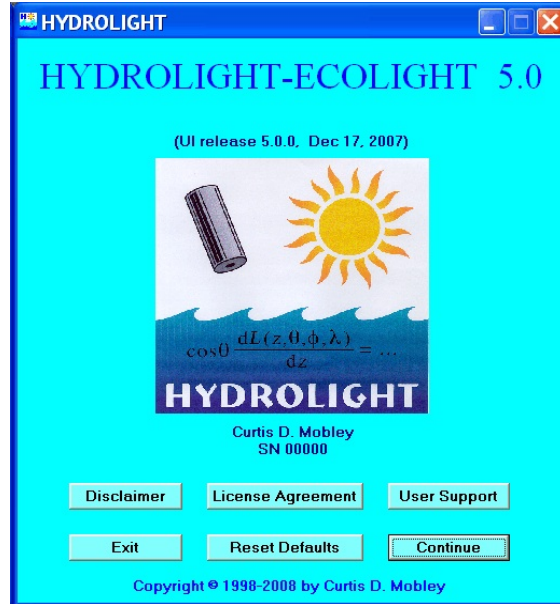 HYDROLIGHT
HYDROLIGHT-ECOLIGHT 5.0
(UI release 5.0.0, Dec 17, 2007)
cosθ dL(z,θ,ϕ,λ)/dz = ...
HYDROLIGHT
Curtis D. Mobley
SN 00000
Disclaimer License Agreement User Support
Exit Reset Defaults Continue
Copyright © 1998-2008 by Curtis D. Mobley